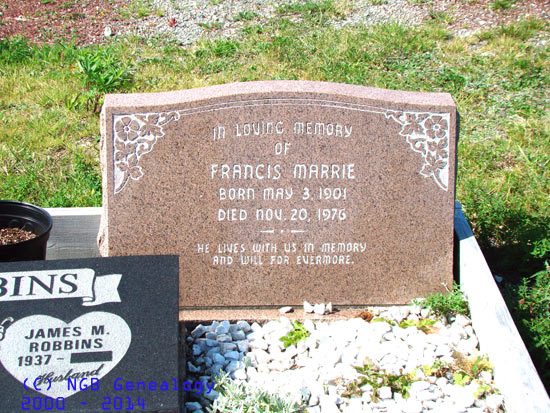 IN LOVING MEMORY
OF
FRANCIS MARRIE
BORN MAY 3, 1901
DIED NOV. 20, 1976
HE LIVES WITH US IN MEMORY
AND WILL FOR EVERMORE.
BINS
JAMES M.
ROBBINS
1937 -
Husband
(C) NGB Genealogy
2000 - 2014